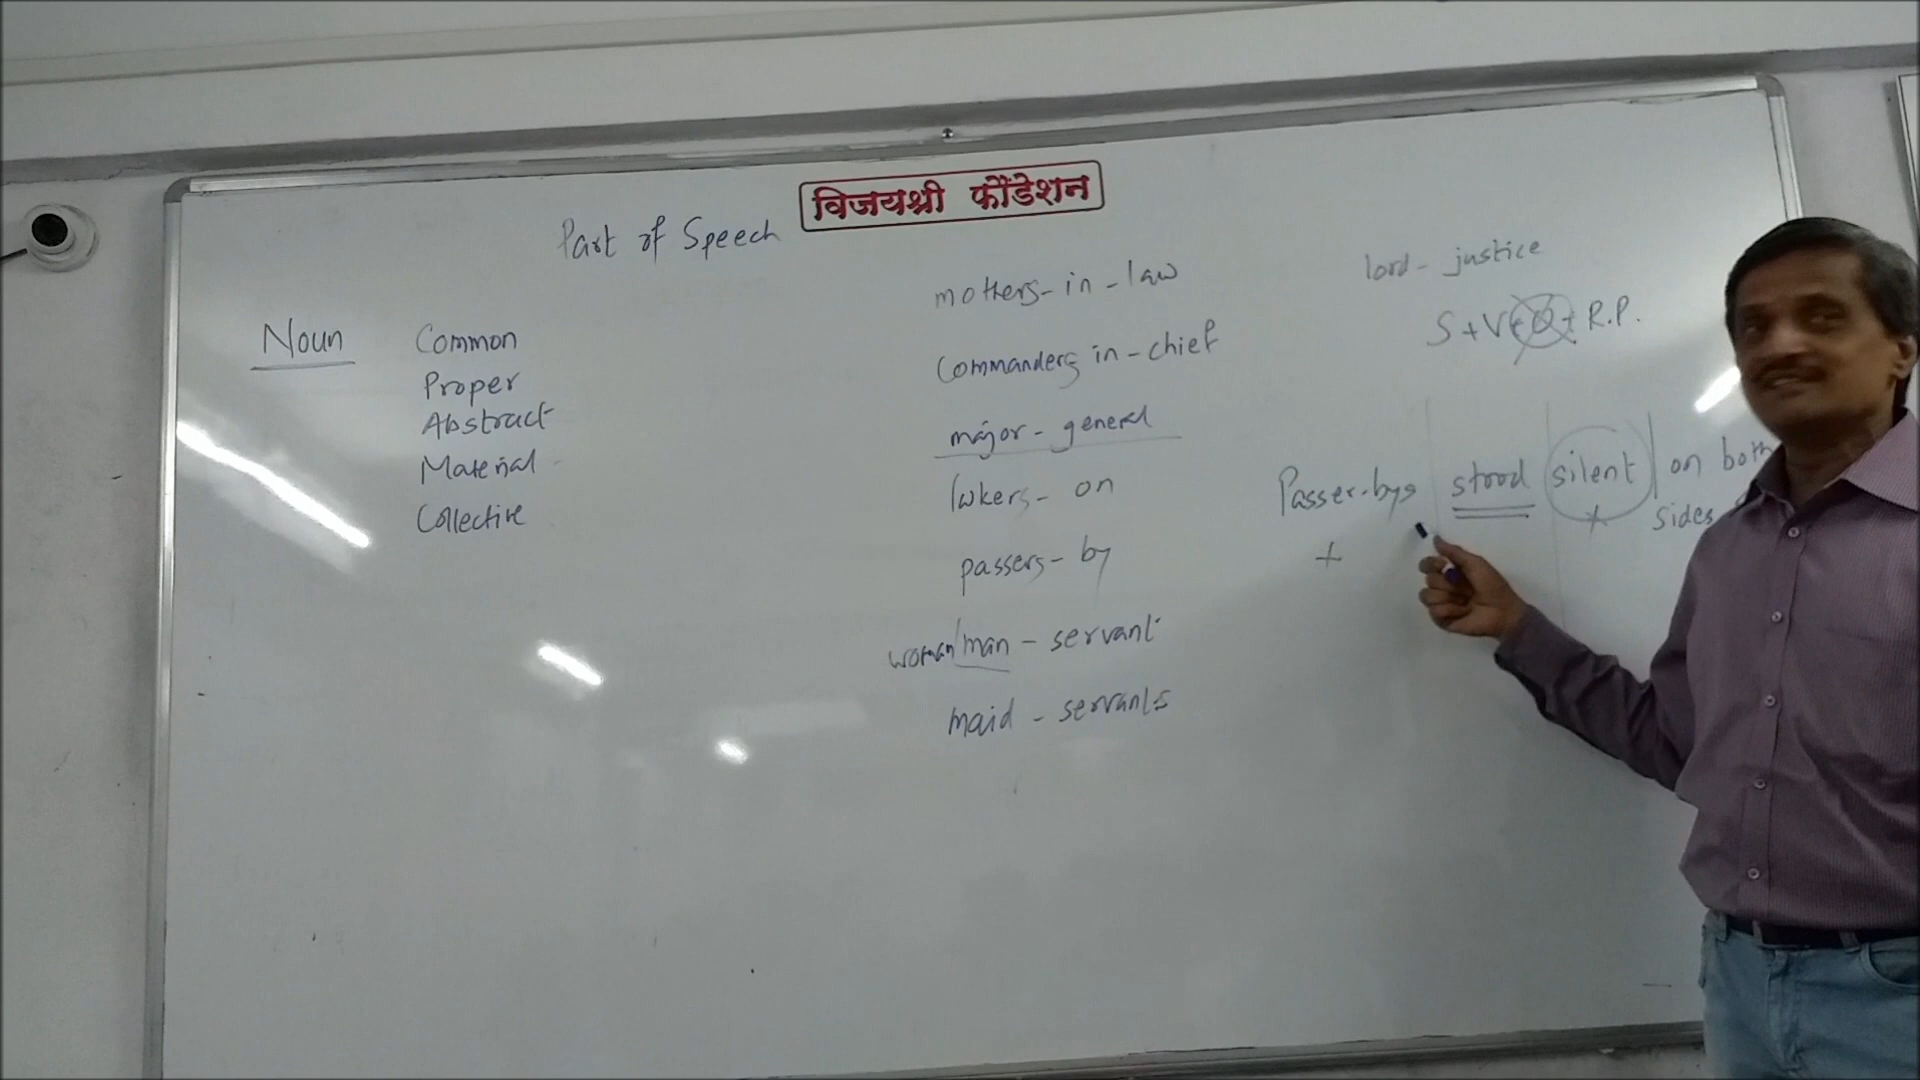 विजयश्री फौंडेशन
Part of Speech
Noun
Common
Proper
Abstract
Material
Collective
mothers-in-law
Commanders in-chief
major-general
lookers-on
passers-by
woman/man-servant
maid-servants
lord-justice
S+V+O+R.P.
Passer-bys stood silent on both
sides